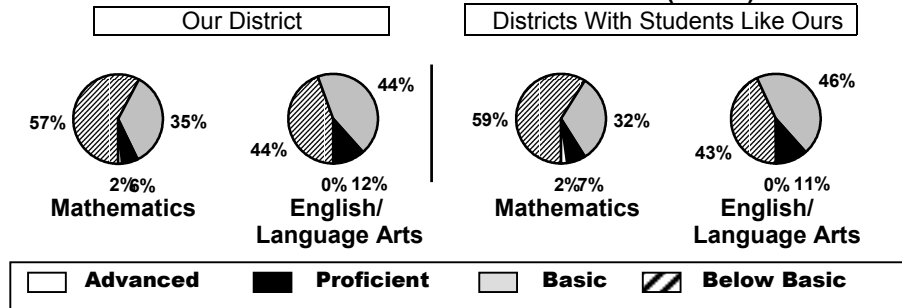 Our District
Districts With Students Like Ours
57%
35%
2%
6%
Mathematics
44%
44%
0%
12%
English/
Language Arts
59%
32%
2%
7%
Mathematics
46%
43%
0%
11%
English/
Language Arts
Advanced
Proficient
Basic
Below Basic